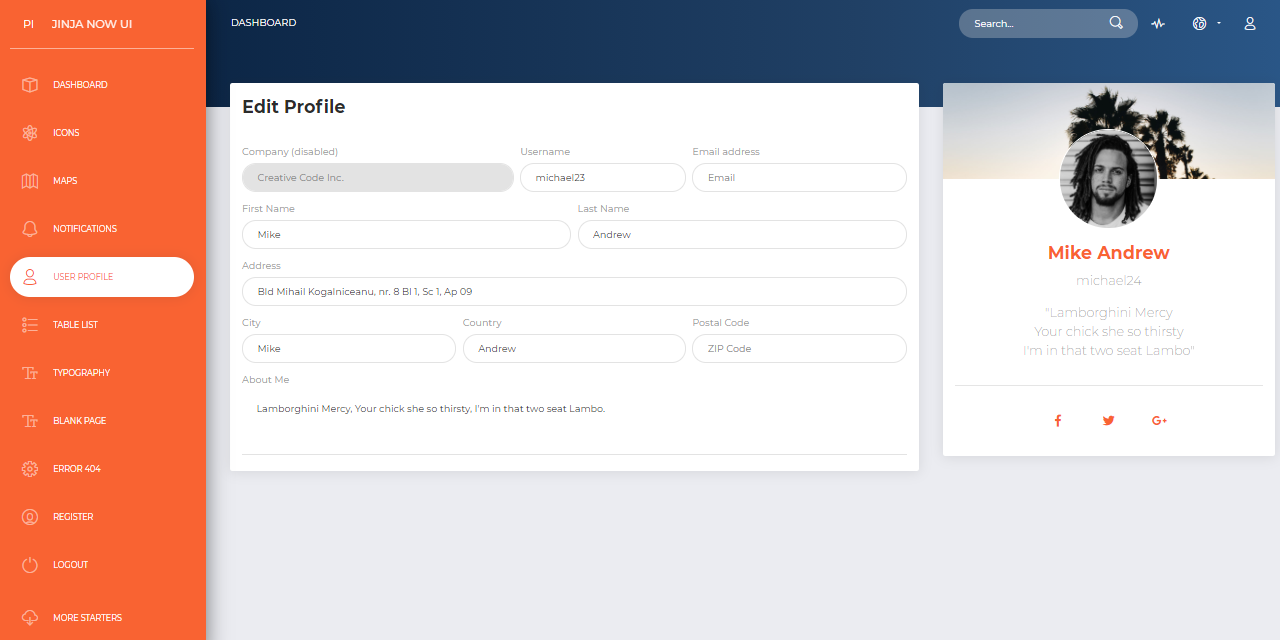 PI JINJA NOW UI
DASHBOARD
ICONS
MAPS
NOTIFICATIONS
USER PROFILE
TABLE LIST
TYPOGRAPHY
BLANK PAGE
ERROR 404
REGISTER
LOGOUT
MORE STARTERS
DASHBOARD
Search...
Edit Profile
Company (disabled) Username Email address
Creative Code Inc. michael23 Email
First Name Last Name
Mike Andrew
Address
Bld Mihail Kogalniceanu, nr. 8 Bl 1, Sc 1, Ap 09
City Country Postal Code
Mike Andrew ZIP Code
About Me
Lamborghini Mercy, Your chick she so thirsty, I'm in that two seat Lambo.
Mike Andrew
michael24
"Lamborghini Mercy
Your chick she so thirsty
I'm in that two seat Lambo"